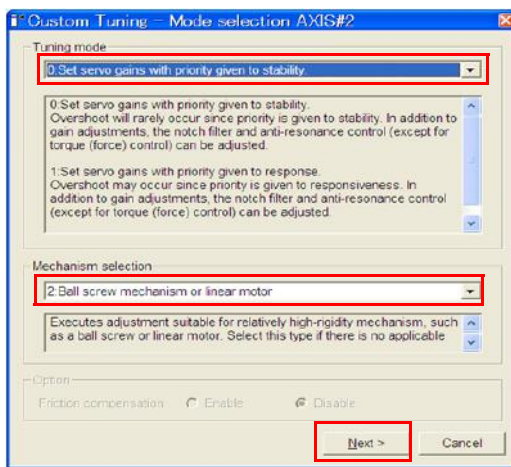 Custom Tuning - Mode selection AXIS#2
Tuning mode
0:Set servo gains with priority given to stability.
0:Set servo gains with priority given to stability.
Overshoot will rarely occur since priority is given to stability. In addition to
gain adjustments, the notch filter and anti-resonance control (except for
torque (force) control) can be adjusted.
1:Set servo gains with priority given to response.
Overshoot may occur since priority is given to responsiveness. In
addition to gain adjustments, the notch filter and anti-resonance control
(except for torque (force) control) can be adjusted.
Mechanism selection
2:Ball screw mechanism or linear motor
Executes adjustment suitable for relatively high-rigidity mechanism, such
as a ball screw or linear motor. Select this type if there is no applicable
Option
Friction compensation Enable Disable
Next > Cancel